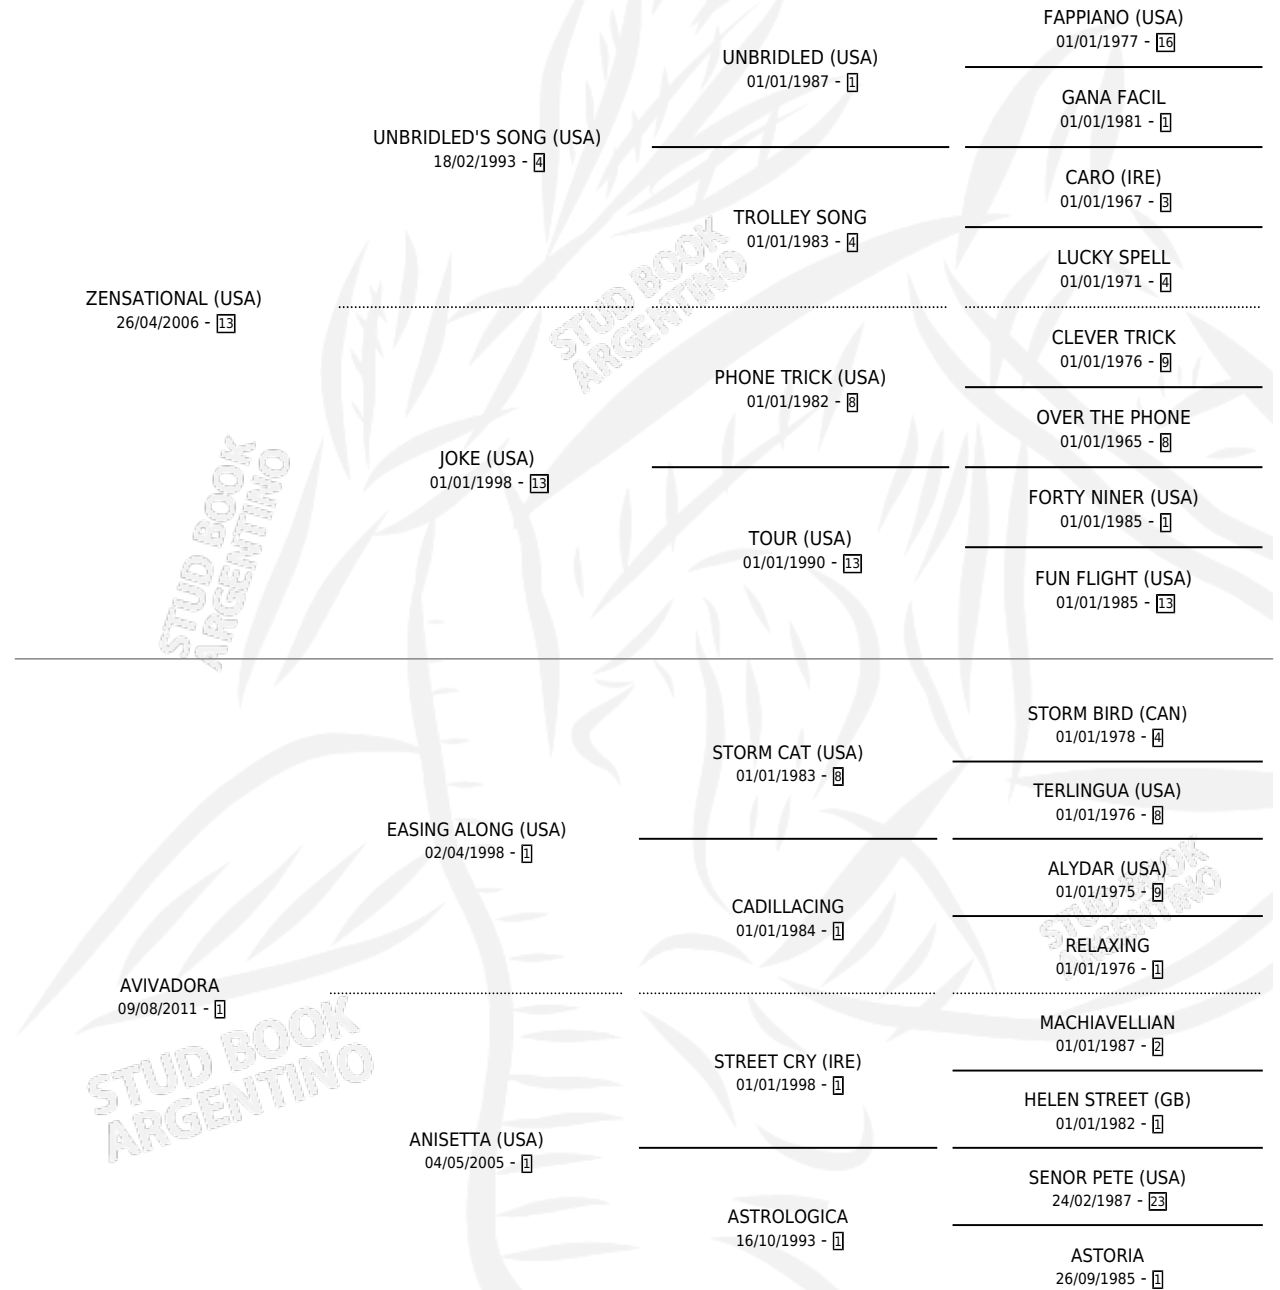 FAPPIANO (USA)
01/01/1977 - 16
UNBRIDLED (USA)
01/01/1987 - 1
GANA FACIL
01/01/1981 - 1
UNBRIDLED'S SONG (USA)
18/02/1993 - 4
CARO (IRE)
01/01/1967 - 3
TROLLEY SONG
01/01/1983 - 4
LUCKY SPELL
01/01/1971 - 4
ZENSATIONAL (USA)
26/04/2006 - 13
STUD BOOK
ARGENTINO
CLEVER TRICK
01/01/1976 - 9
PHONE TRICK (USA)
01/01/1982 - 8
OVER THE PHONE
01/01/1965 - 8
JOKE (USA)
01/01/1998 - 13
FORTY NINER (USA)
01/01/1985 - 1
TOUR (USA)
01/01/1990 - 13
FUN FLIGHT (USA)
01/01/1985 - 13
STUD BOOK
ARGENTINO
STORM BIRD (CAN)
01/01/1978 - 4
STORM CAT (USA)
01/01/1983 - 8
TERLINGUA (USA)
01/01/1976 - 8
EASING ALONG (USA)
02/04/1998 - 1
ALYDAR (USA)
01/01/1975 - 9
CADILLACING
01/01/1984 - 1
STUD BOOK
ARGENTINO
RELAXING
01/01/1976 - 1
AVIVADORA
09/08/2011 - 1
MACHIAVELLIAN
01/01/1987 - 2
STREET CRY (IRE)
01/01/1998 - 1
HELEN STREET (GB)
01/01/1982 - 1
STUD BOOK
ARGENTINO
ANISETTA (USA)
04/05/2005 - 1
SENOR PETE (USA)
24/02/1987 - 23
ASTROLOGICA
16/10/1993 - 1
ASTORIA
26/09/1985 - 1